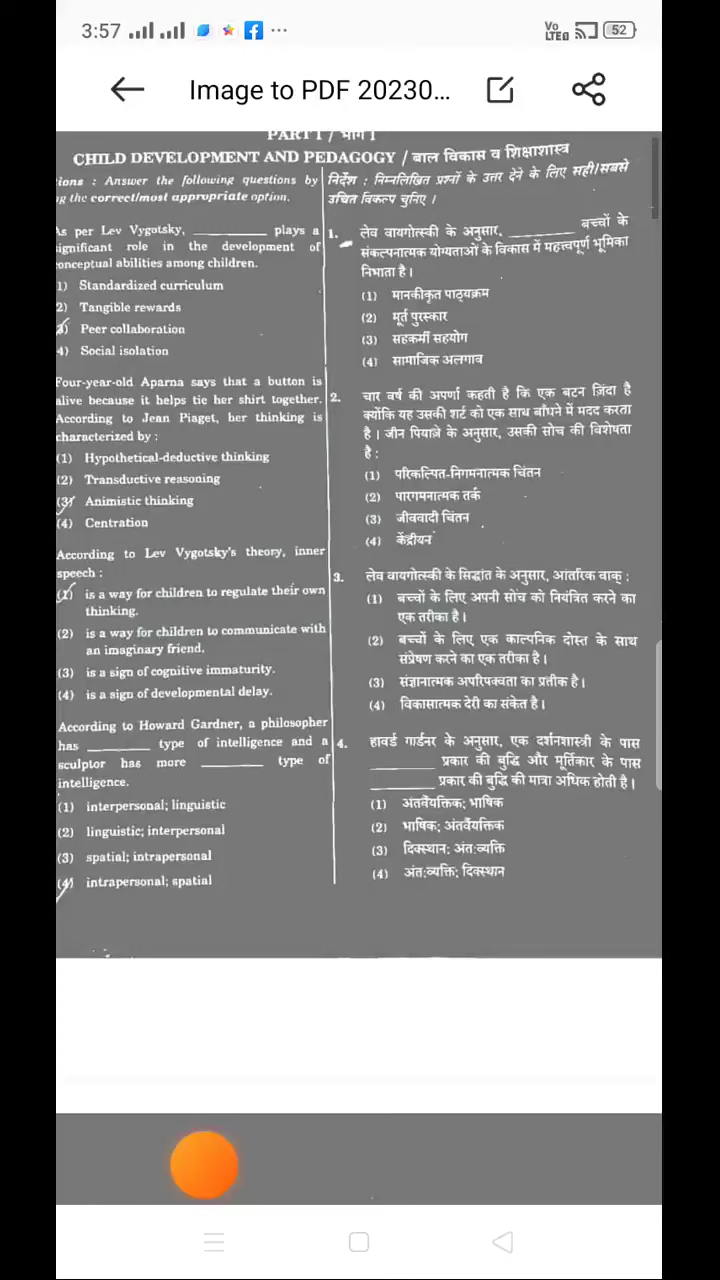 3:57
Vo LTE 52
Image to PDF 20230...
PART I / भाग I
CHILD DEVELOPMENT AND PEDAGOGY / बाल विकास व शिक्षाशास्त्र
tions : Answer the following questions by
ng the correct/most appropriate option.
As per Lev Vygotsky, ________ plays a
significant role in the development of
conceptual abilities among children.
1) Standardized curriculum
2) Tangible rewards
3) Peer collaboration
4) Social isolation
Four-year-old Aparna says that a button is
alive because it helps tie her shirt together.
According to Jean Piaget, her thinking is
characterized by :
(1) Hypothetical-deductive thinking
(2) Transductive reasoning
(3) Animistic thinking
(4) Centration
According to Lev Vygotsky's theory, inner
speech :
(1) is a way for children to regulate their own
thinking.
(2) is a way for children to communicate with
an imaginary friend.
(3) is a sign of cognitive immaturity.
(4) is a sign of developmental delay.
According to Howard Gardner, a philosopher
has ________ type of intelligence and a
sculptor has more ________ type of
intelligence.
(1) interpersonal; linguistic
(2) linguistic; interpersonal
(3) spatial; intrapersonal
(4) intrapersonal; spatial
निर्देश : निम्नलिखित प्रश्नों के उत्तर देने के लिए सही/सबसे
उचित विकल्प चुनिए ।
1. लेव वायगोत्स्की के अनुसार, ________ बच्चों के
संकल्पनात्मक योग्यताओं के विकास में महत्त्वपूर्ण भूमिका
निभाता है ।
(1) मानकीकृत पाठ्यक्रम
(2) मूर्त पुरस्कार
(3) सहकर्मी सहयोग
(4) सामाजिक अलगाव
2. चार वर्ष की अपर्णा कहती है कि एक बटन ज़िंदा है
क्योंकि यह उसकी शर्ट को एक साथ बाँधने में मदद करता
है । जीन पियाजे के अनुसार, उसकी सोच की विशेषता
है :
(1) परिकल्पित-निगमनात्मक चिंतन
(2) पारगमनात्मक तर्क
(3) जीववादी चिंतन
(4) केंद्रीयन
3. लेव वायगोत्स्की के सिद्धांत के अनुसार, आंतरिक वाक् :
(1) बच्चों के लिए अपनी सोच को नियंत्रित करने का
एक तरीका है ।
(2) बच्चों के लिए एक काल्पनिक दोस्त के साथ
संप्रेषण करने का एक तरीका है ।
(3) संज्ञानात्मक अपरिपक्वता का प्रतीक है ।
(4) विकासात्मक देरी का संकेत है ।
4. हावर्ड गार्डनर के अनुसार, एक दर्शनशास्त्री के पास
________ प्रकार की बुद्धि और मूर्तिकार के पास
________ प्रकार की बुद्धि की मात्रा अधिक होती है ।
(1) अंतर्वैयक्तिक; भाषिक
(2) भाषिक; अंतर्वैयक्तिक
(3) दिक्स्थान; अंत:व्यक्ति
(4) अंत:व्यक्ति; दिक्स्थान